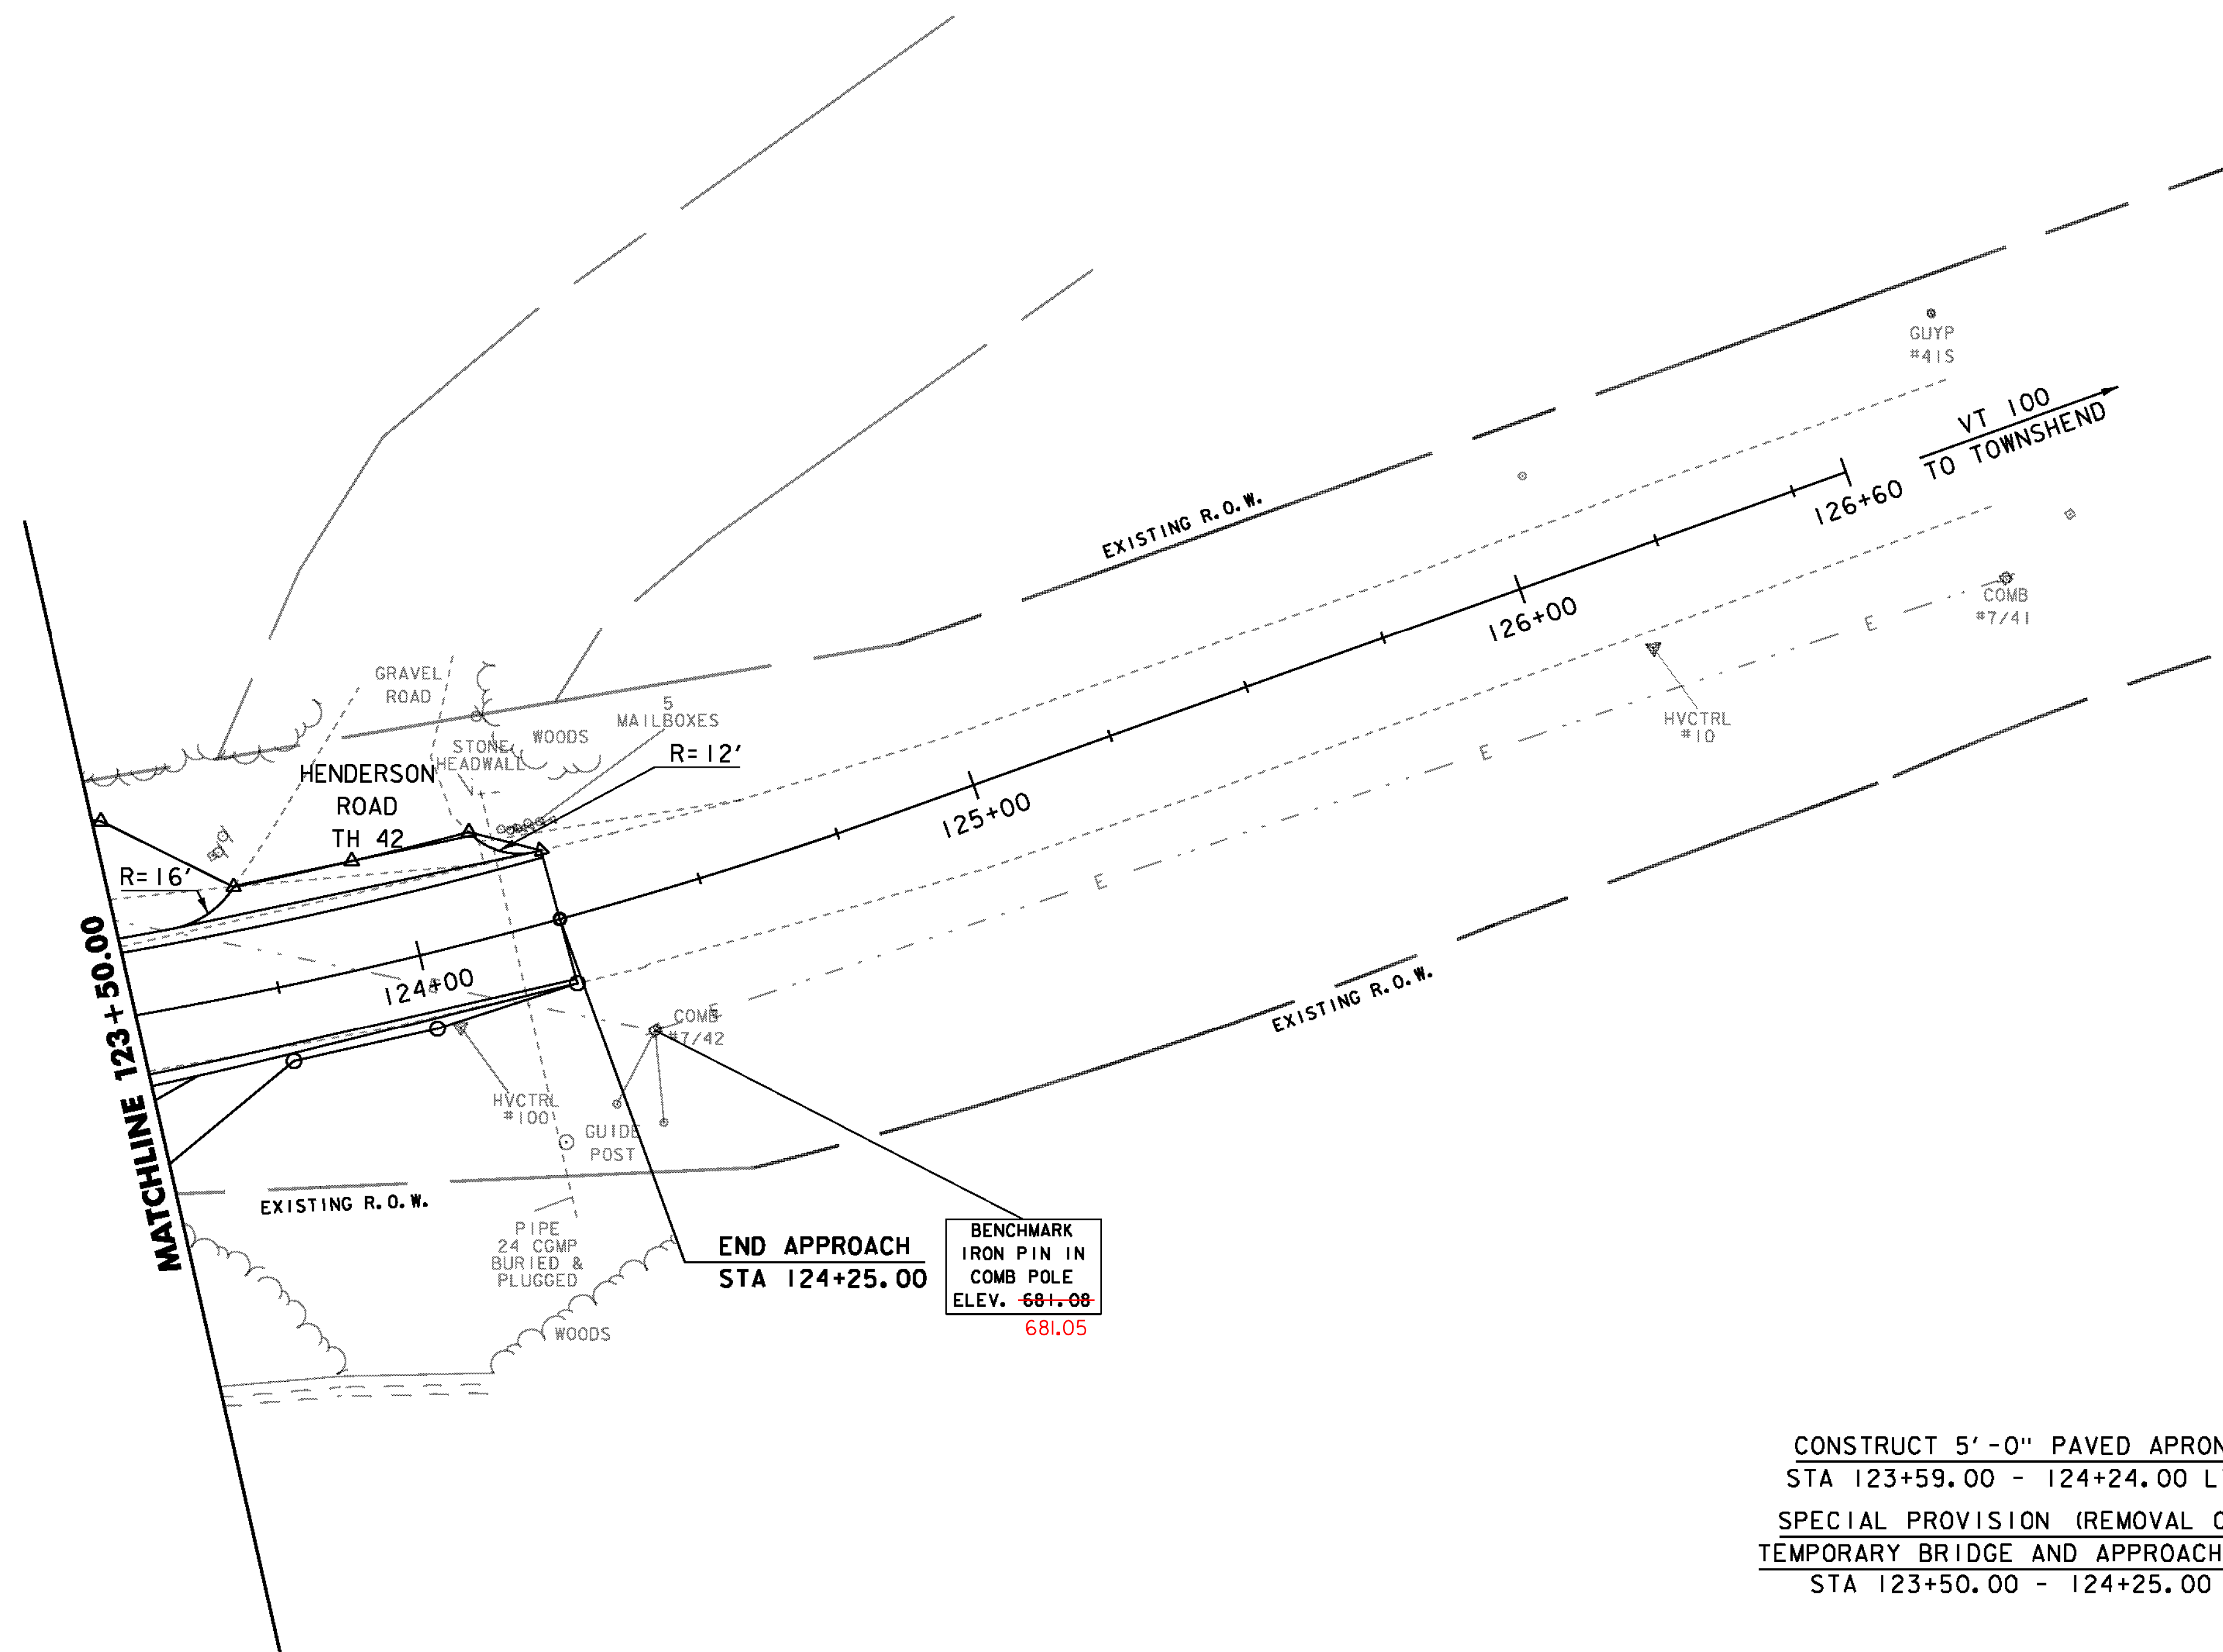 GUYP
#41S
VT 100
TO TOWNSHEND
126+60
EXISTING R.O.W.
126+00
COMB
#7/41
E
HVCTRL
#10
E
GRAVEL
ROAD
5
MAILBOXES
WOODS
STONE
HEADWALL
R=12'
HENDERSON
ROAD
TH 42
125+00
R=16'
E
124+00
MATCHLINE 123+50.00
COMB
#7/42
E
EXISTING R.O.W.
HVCTRL
#100
GUIDE
POST
EXISTING R.O.W.
PIPE
24 CGMP
BURIED &
PLUGGED
END APPROACH
STA 124+25.00
BENCHMARK
IRON PIN IN
COMB POLE
ELEV. 681.08
681.05
WOODS
CONSTRUCT 5'-0" PAVED APRON
STA 123+59.00 - 124+24.00 L
SPECIAL PROVISION (REMOVAL O
TEMPORARY BRIDGE AND APPROACH
STA 123+50.00 - 124+25.00